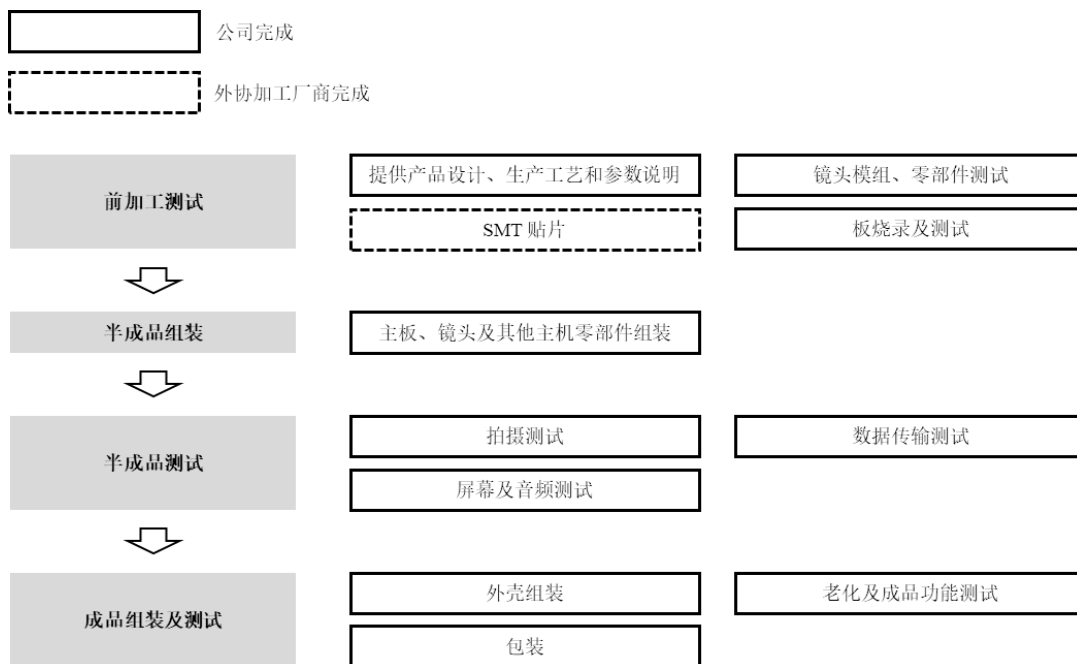 公司完成
外协加工厂商完成
前加工测试
提供产品设计、生产工艺和参数说明
镜头模组、零部件测试
SMT 贴片
板烧录及测试
半成品组装
主板、镜头及其他主机零部件组装
半成品测试
拍摄测试
数据传输测试
屏幕及音频测试
成品组装及测试
外壳组装
老化及成品功能测试
包装